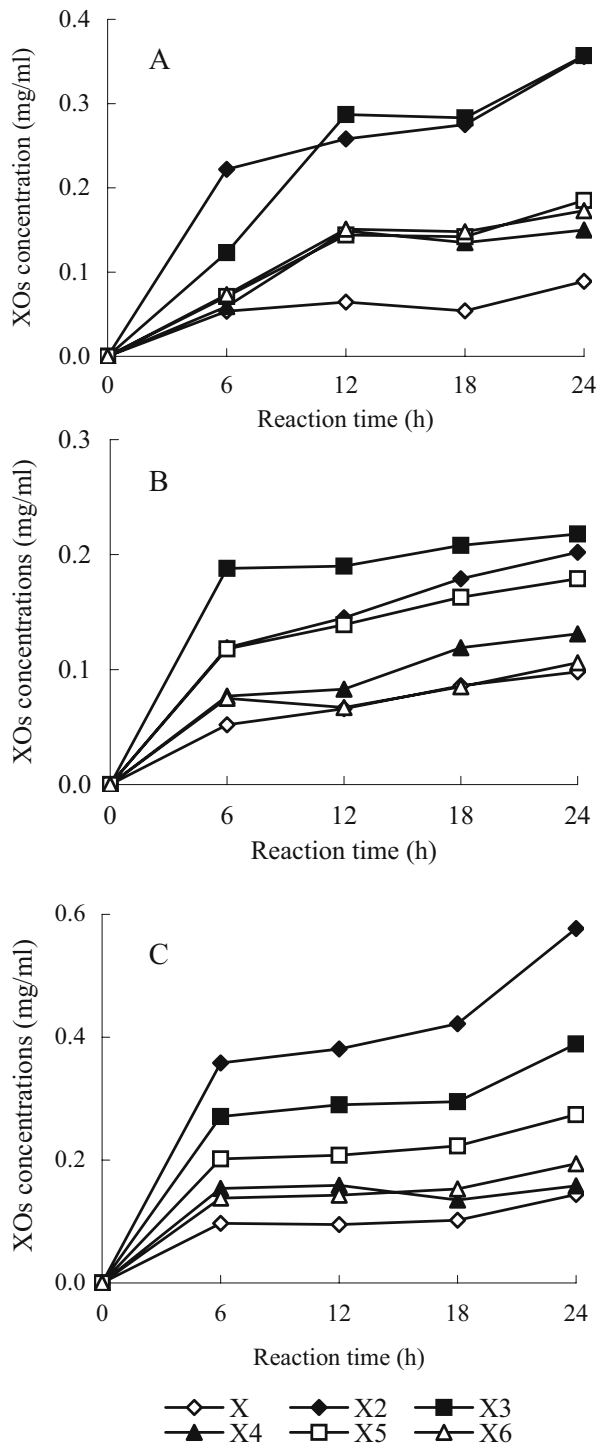 0.4
A
0.3
0.2
0.1
0.0
XOs concentration (mg/ml)
0 6 12 18 24
Reaction time (h)
0.3
B
0.2
0.1
0.0
XOs concentrations (mg/ml)
0 6 12 18 24
Reaction time (h)
0.6
C
0.4
0.2
0.0
XOs concentrations (mg/ml)
0 6 12 18 24
Reaction time (h)
X X2 X3
X4 X5 X6